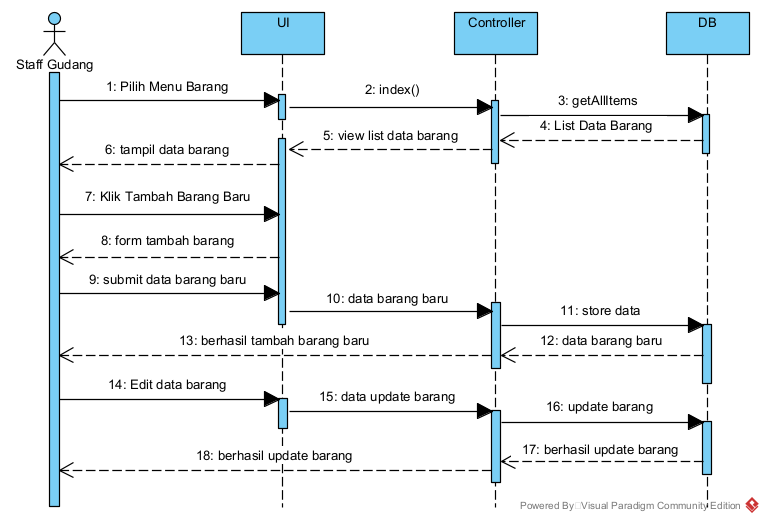 UI
Controller
DB
Staff Gudang
1: Pilih Menu Barang
2: index()
3: getAllItems
4: List Data Barang
5: view list data barang
6: tampil data barang
7: Klik Tambah Barang Baru
8: form tambah barang
9: submit data barang baru
10: data barang baru
11: store data
12: data barang baru
13: berhasil tambah barang baru
14: Edit data barang
15: data update barang
16: update barang
17: berhasil update barang
18: berhasil update barang
Powered By Visual Paradigm Community Edition